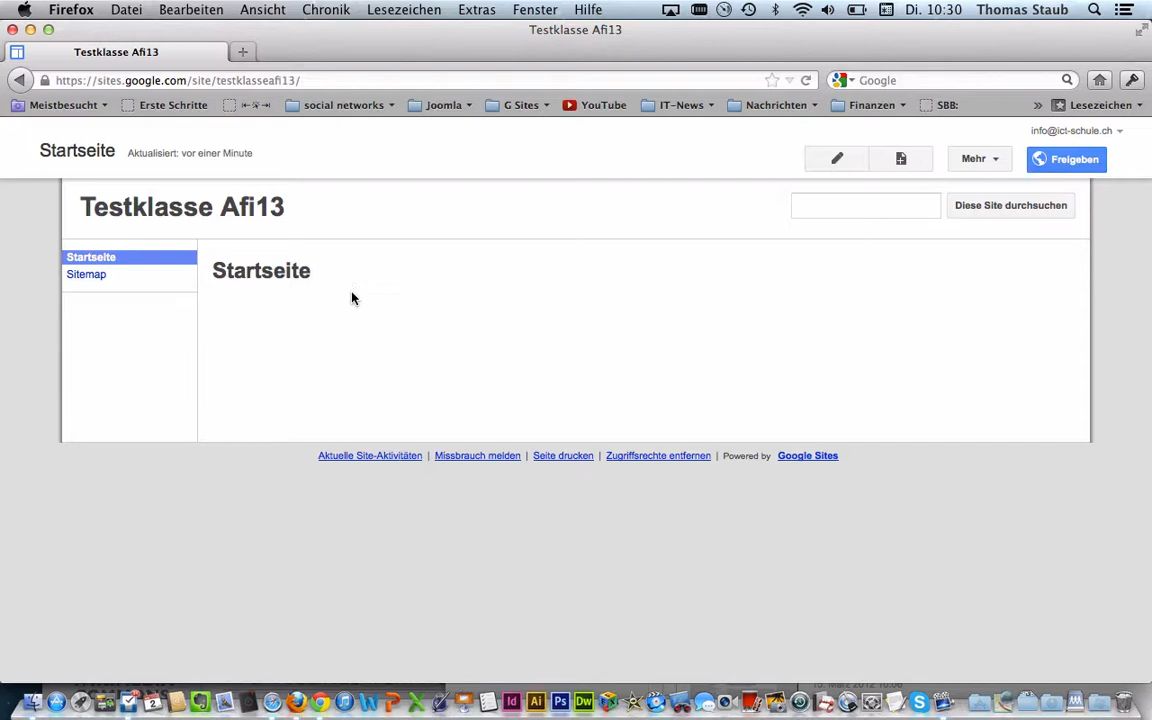 Firefox Datei Bearbeiten Ansicht Chronik Lesezeichen Extras Fenster Hilfe Di. 10:30 Thomas Staub
Testklasse Afi13
Testklasse Afi13 +
https://sites.google.com/site/testklasseafi13/ Google
Meistbesucht Erste Schritte social networks Joomla G Sites YouTube IT-News Nachrichten Finanzen SBB: » Lesezeichen
info@ict-schule.ch
Startseite Aktualisiert: vor einer Minute Mehr Freigeben
Testklasse Afi13 Diese Site durchsuchen
Startseite
Sitemap
Startseite
Aktuelle Site-Aktivitäten | Missbrauch melden | Seite drucken | Zugriffsrechte entfernen | Powered by Google Sites